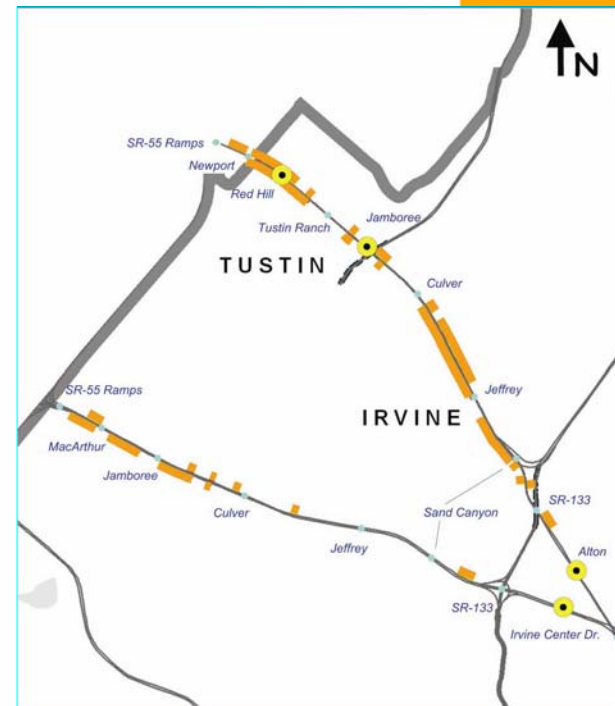 N
SR-55 Ramps
Newport
Red Hill
Tustin Ranch
Jamboree
TUSTIN
Culver
SR-55 Ramps
Jeffrey
IRVINE
MacArthur
Jamboree
Culver
Sand Canyon
SR-133
Jeffrey
Alton
SR-133
Irvine Center Dr.